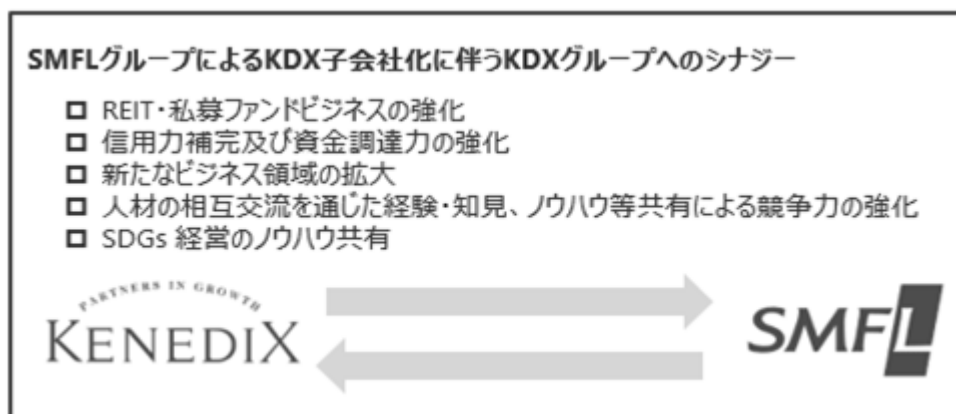 SMFLグループによるKDX子会社化に伴うKDXグループへのシナジー
REIT・私募ファンドビジネスの強化
信用力補完及び資金調達力の強化
新たなビジネス領域の拡大
人材の相互交流を通じた経験・知見、ノウハウ等共有による競争力の強化
SDGs 経営のノウハウ共有
PARTNERS IN GROWTH
KENEDIX
SMFL